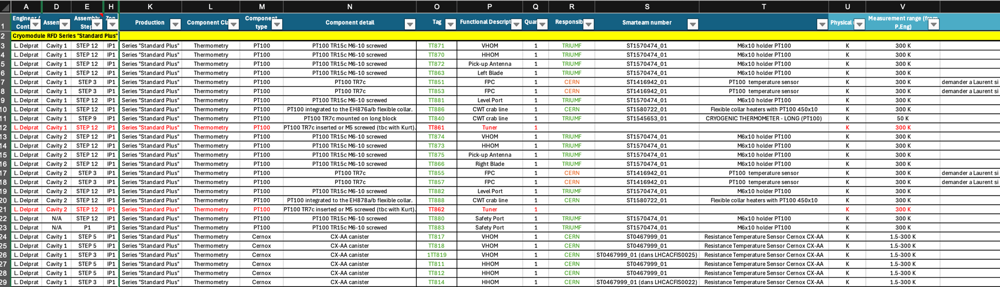 A D E H K L M N O P Q R S T U V
1 Engineer / Cont Assem Assembly Step Zon Production Component Cla Component type Component detail Tag Functional Descript Quan Responsib Smarteam number Physical Measurement range (from P.Eng)
2 Cryomodule RFD Series "Standard Plus"
3 L. Delprat Cavity 1 STEP 12 IP1 Series "Standard Plus" Thermometry PT100 PT100 TR15c M6-10 screwed TT871 VHOM 1 TRIUMF ST1570474_01 M6x10 holder PT100 K 300 K
4 L. Delprat Cavity 1 STEP 12 IP1 Series "Standard Plus" Thermometry PT100 PT100 TR15c M6-10 screwed TT870 HHOM 1 TRIUMF ST1570474_01 M6x10 holder PT100 K 300 K
5 L. Delprat Cavity 1 STEP 12 IP1 Series "Standard Plus" Thermometry PT100 PT100 TR15c M6-10 screwed TT872 Pick-up Antenna 1 TRIUMF ST1570474_01 M6x10 holder PT100 K 300 K
6 L. Delprat Cavity 1 STEP 12 IP1 Series "Standard Plus" Thermometry PT100 PT100 TR15c M6-10 screwed TT863 Left Blade 1 TRIUMF ST1570474_01 M6x10 holder PT100 K 300 K
7 L. Delprat Cavity 1 STEP 3 IP1 Series "Standard Plus" Thermometry PT100 PT100 TR7c TT851 FPC 1 CERN ST1416942_01 PT100 temperature sensor K 300 K demander a Laurent si
8 L. Delprat Cavity 1 STEP 3 IP1 Series "Standard Plus" Thermometry PT100 PT100 TR7c TT853 FPC 1 CERN ST1416942_01 PT100 temperature sensor K 300 K demander a Laurent si
9 L. Delprat Cavity 1 STEP 12 IP1 Series "Standard Plus" Thermometry PT100 PT100 TR15c M6-10 screwed TT881 Level Port 1 TRIUMF ST1570474_01 M6x10 holder PT100 K 300 K
10 L. Delprat Cavity 1 STEP 12 IP1 Series "Standard Plus" Thermometry PT100 PT100 integrated to the EH876a/b flexible collar. TT886 CWT crab line 1 CERN ST1580722_01 Flexible collar heaters with PT100 450x10 K 300 K
11 L. Delprat Cavity 1 STEP 9 IP1 Series "Standard Plus" Thermometry PT100 PT100 TR7c mounted on long block TT840 CWT crab line 1 CERN ST1545653_01 CRYOGENIC THERMOMETER - LONG (PT100) K 50 K
12 L. Delprat Cavity 1 STEP 12 IP1 Series "Standard Plus" Thermometry PT100 PT100 TR7c inserted or M5 screwed (tbc with Kurt). TT861 Tuner 1 K 300 K
13 L. Delprat Cavity 2 STEP 12 IP1 Series "Standard Plus" Thermometry PT100 PT100 TR15c M6-10 screwed TT874 VHOM 1 TRIUMF ST1570474_01 M6x10 holder PT100 K 300 K
14 L. Delprat Cavity 2 STEP 12 IP1 Series "Standard Plus" Thermometry PT100 PT100 TR15c M6-10 screwed TT873 HHOM 1 TRIUMF ST1570474_01 M6x10 holder PT100 K 300 K
15 L. Delprat Cavity 2 STEP 12 IP1 Series "Standard Plus" Thermometry PT100 PT100 TR15c M6-10 screwed TT875 Pick-up Antenna 1 TRIUMF ST1570474_01 M6x10 holder PT100 K 300 K
16 L. Delprat Cavity 2 STEP 12 IP1 Series "Standard Plus" Thermometry PT100 PT100 TR15c M6-10 screwed TT866 Right Blade 1 TRIUMF ST1570474_01 M6x10 holder PT100 K 300 K
17 L. Delprat Cavity 2 STEP 3 IP1 Series "Standard Plus" Thermometry PT100 PT100 TR7c TT855 FPC 1 CERN ST1416942_01 PT100 temperature sensor K 300 K demander a Laurent si
18 L. Delprat Cavity 2 STEP 3 IP1 Series "Standard Plus" Thermometry PT100 PT100 TR7c TT857 FPC 1 CERN ST1416942_01 PT100 temperature sensor K 300 K demander a Laurent si
19 L. Delprat Cavity 2 STEP 12 IP1 Series "Standard Plus" Thermometry PT100 PT100 TR15c M6-10 screwed TT882 Level Port 1 TRIUMF ST1570474_01 M6x10 holder PT100 K 300 K
20 L. Delprat Cavity 2 STEP 12 IP1 Series "Standard Plus" Thermometry PT100 PT100 integrated to the EH878a/b flexible collar. TT888 CWT crab line 1 CERN ST1580722_01 Flexible collar heaters with PT100 450x10 K 300 K
21 L. Delprat Cavity 2 STEP 12 IP1 Series "Standard Plus" Thermometry PT100 PT100 TR7c inserted or M5 screwed (tbc with Kurt). TT862 Tuner 1 K 300 K
22 L. Delprat N/A STEP 12 IP1 Series "Standard Plus" Thermometry PT100 PT100 TR15c M6-10 screwed TT880 Safety Port 1 TRIUMF ST1570474_01 M6x10 holder PT100 K 300 K
23 L. Delprat N/A P1 IP1 Series "Standard Plus" Thermometry PT100 PT100 TR15c M6-10 screwed TT883 Safety Port 1 TRIUMF ST1570474_01 M6x10 holder PT100 K 300 K
24 L. Delprat Cavity 1 STEP 5 IP1 Series "Standard Plus" Thermometry Cernox CX-AA canister TT817 VHOM 1 CERN ST0467999_01 Resistance Temperature Sensor Cernox CX-AA K 1.5-300 K
25 L. Delprat Cavity 1 STEP 5 IP1 Series "Standard Plus" Thermometry Cernox CX-AA canister TT818 VHOM 1 CERN ST0467999_01 Resistance Temperature Sensor Cernox CX-AA K 1.5-300 K
26 L. Delprat Cavity 1 STEP 3 IP1 Series "Standard Plus" Thermometry Cernox CX-AA canister 1TT819 VHOM 1 CERN ST0467999_01 (dans LHCACFIS0025) Resistance Temperature Sensor Cernox CX-AA K 1.5-300 K
27 L. Delprat Cavity 1 STEP 5 IP1 Series "Standard Plus" Thermometry Cernox CX-AA canister TT811 HHOM 1 CERN ST0467999_01 Resistance Temperature Sensor Cernox CX-AA K 1.5-300 K
28 L. Delprat Cavity 1 STEP 5 IP1 Series "Standard Plus" Thermometry Cernox CX-AA canister TT812 HHOM 1 CERN ST0467999_01 Resistance Temperature Sensor Cernox CX-AA K 1.5-300 K
29 L. Delprat Cavity 1 STEP 3 IP1 Series "Standard Plus" Thermometry Cernox CX-AA canister TT814 HHOM 1 CERN ST0467999_01 (dans LHCACFIS0022) Resistance Temperature Sensor Cernox CX-AA K 1.5-300 K